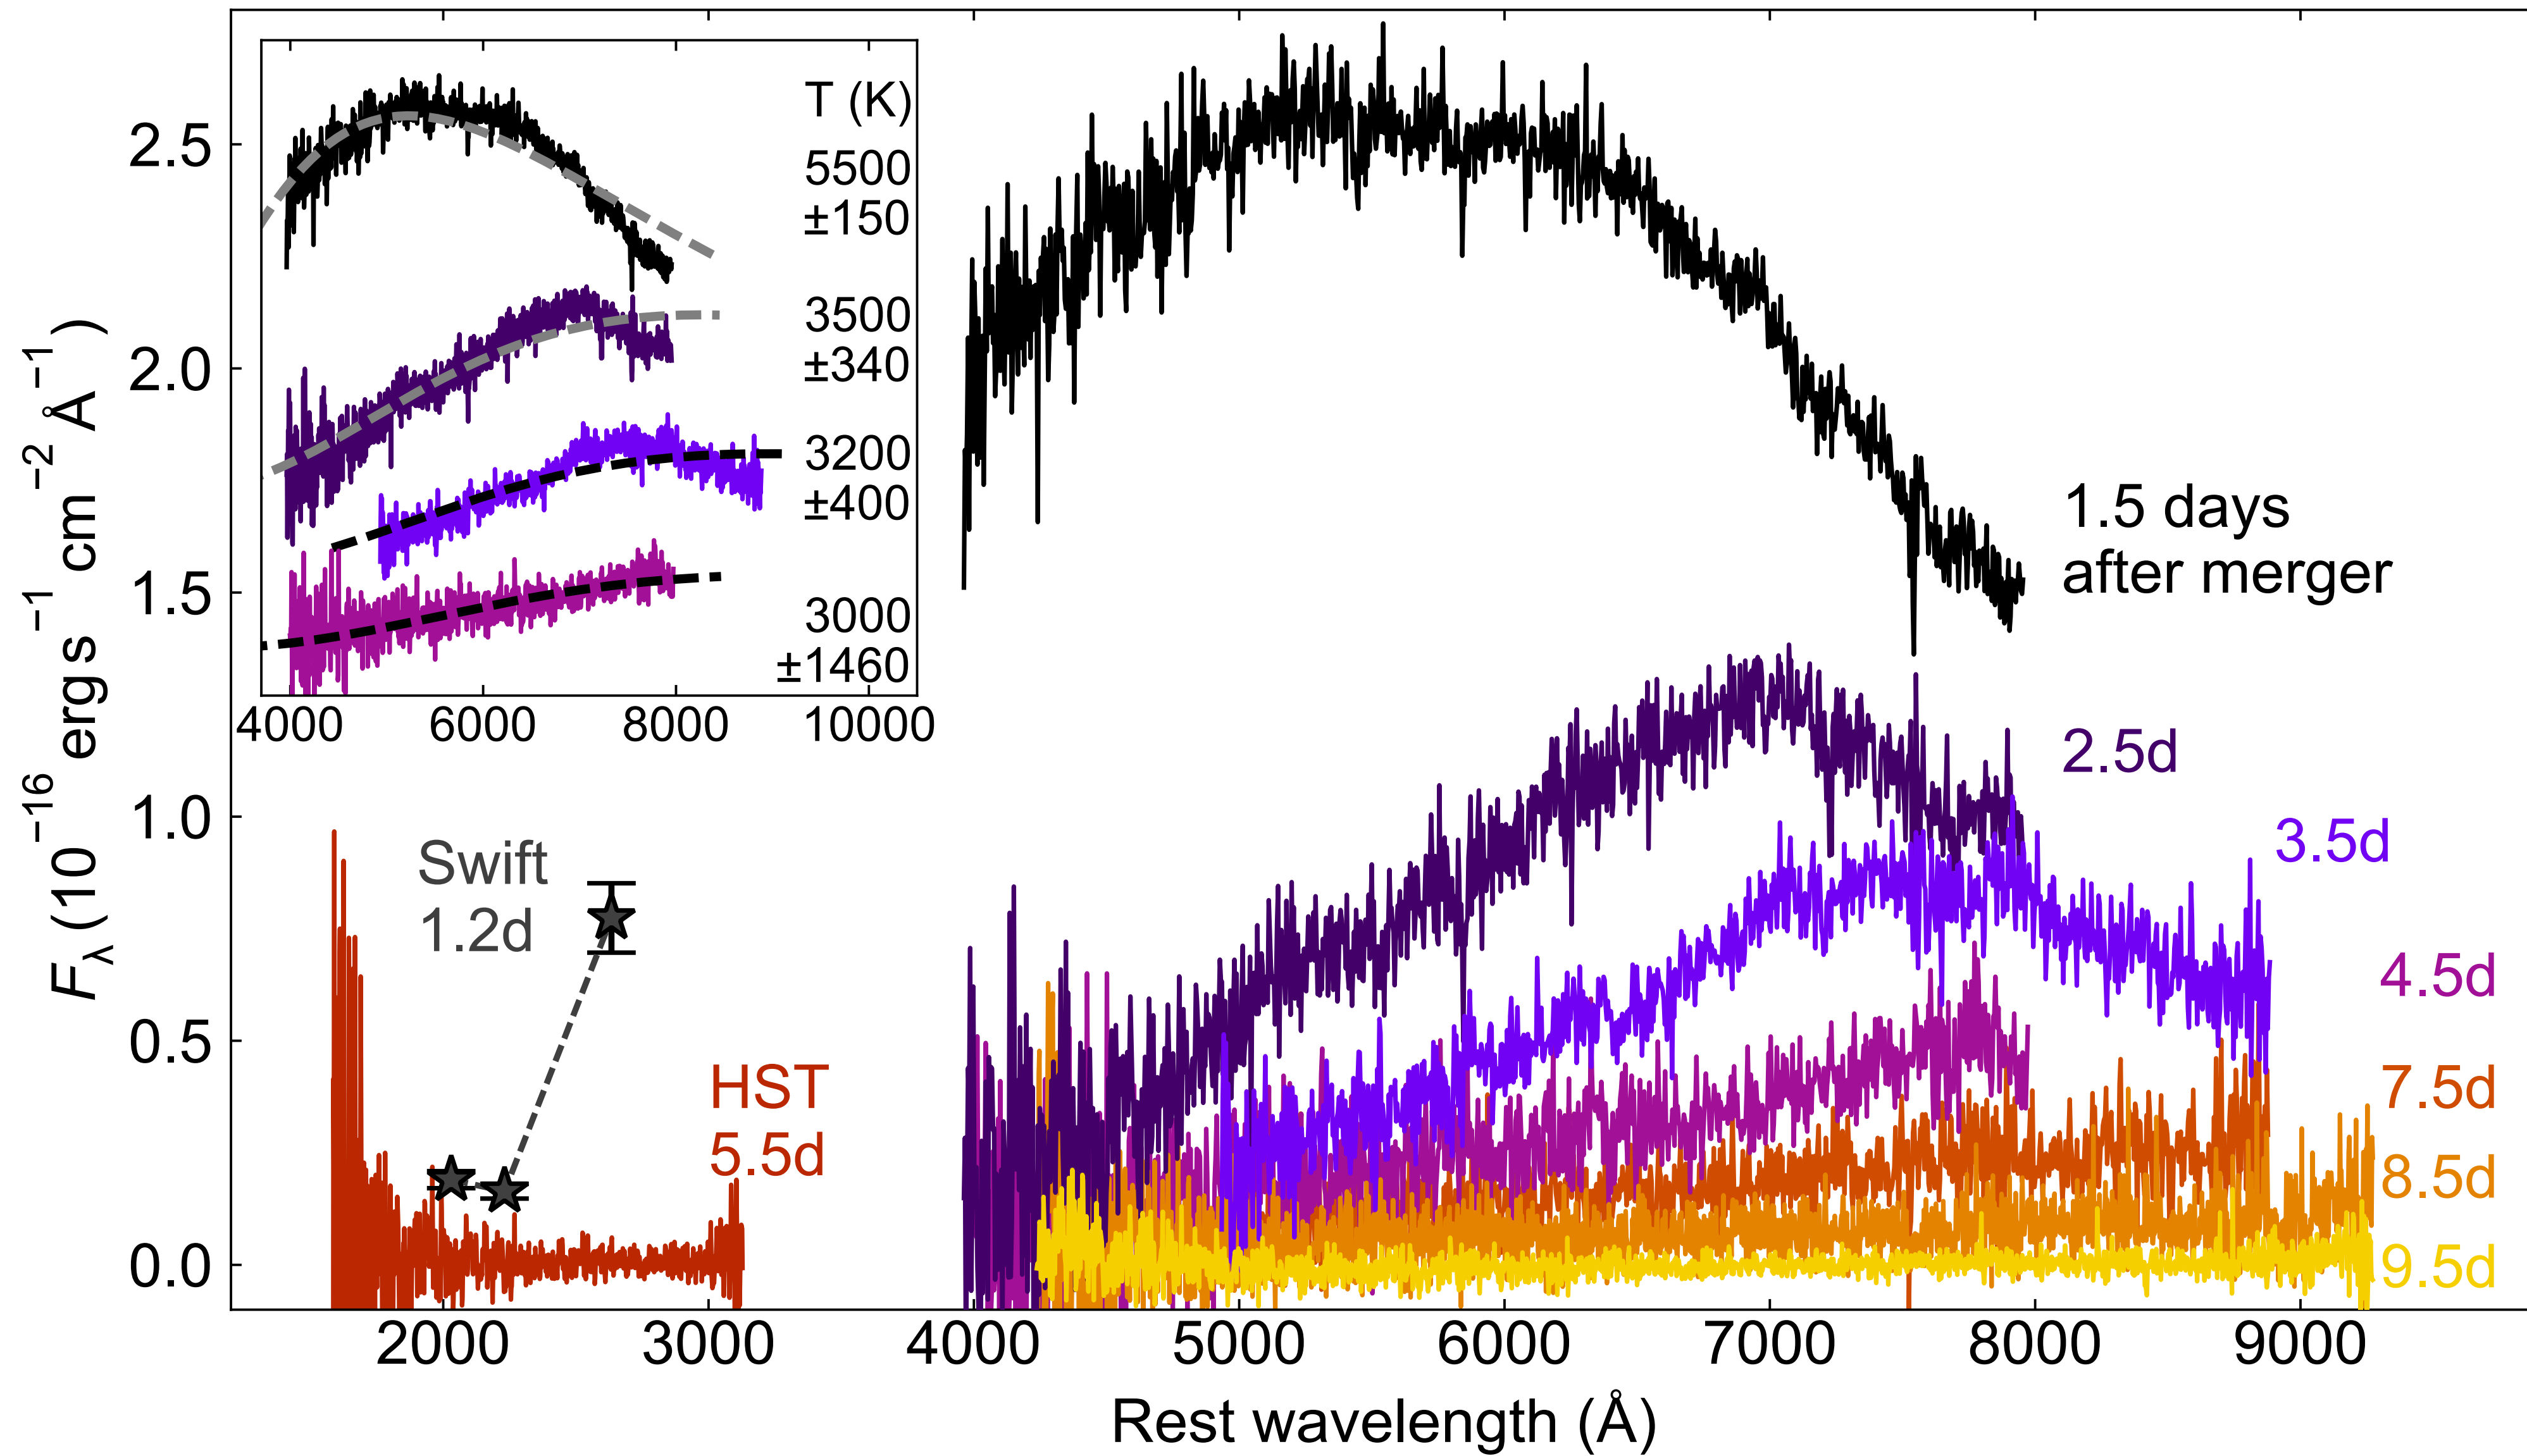 T (K)
5500
±150
3500
±340
3200
±400
3000
±1460
4000 6000 8000 10000
2.5
2.0
1.5
1.0
0.5
0.0
F_λ (10^−16 erg s^−1 cm^−2 Å^−1)
1.5 days
after merger
2.5d
3.5d
4.5d
7.5d
8.5d
9.5d
Swift
1.2d
HST
5.5d
2000 3000 4000 5000 6000 7000 8000 9000
Rest wavelength (Å)